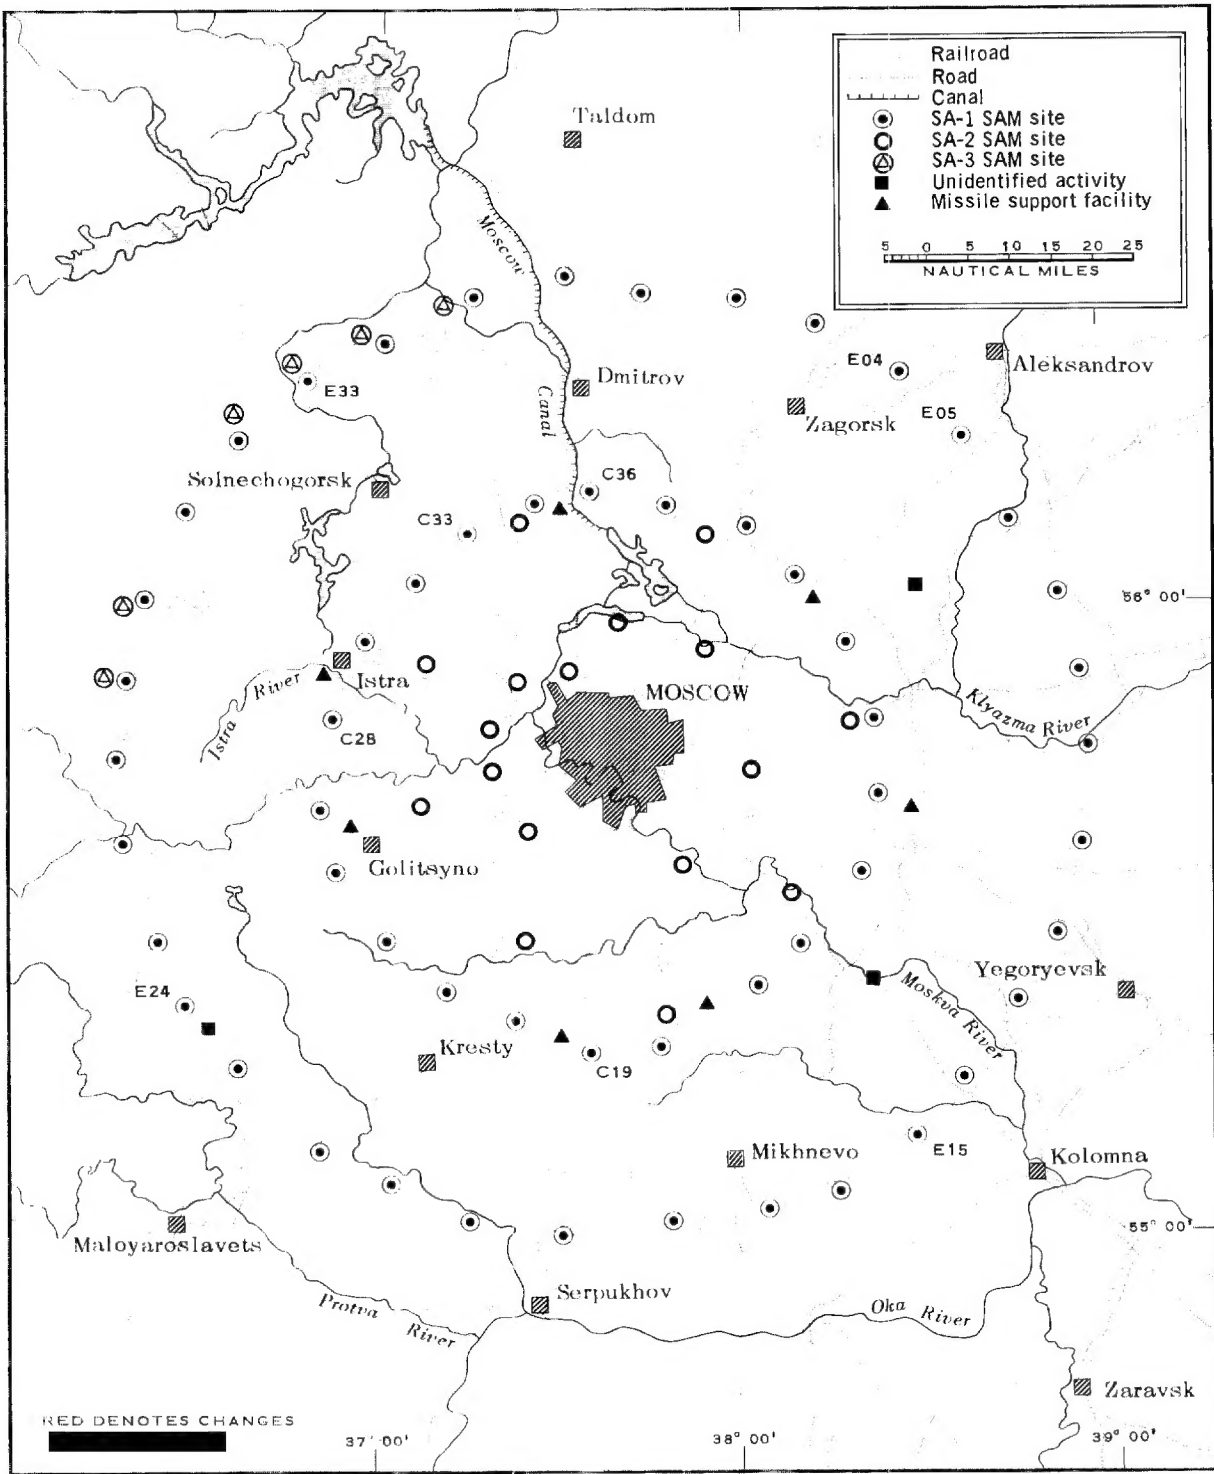 Railroad
Road
Canal
SA-1 SAM site
SA-2 SAM site
SA-3 SAM site
Unidentified activity
Missile support facility
5 0 5 10 15 20 25
NAUTICAL MILES
Taldom
Moscow
Canal
E04
Aleksandrov
Dmitrov
E33
Zagorsk
E05
Solnechogorsk
C36
C33
56° 00'
Istra
Istra River
MOSCOW
Klyazma River
C28
Golitsyno
Yegoryevsk
Moskva River
E24
Kresty
C19
Mikhnevo
E15
Kolomna
55° 00'
Maloyaroslavets
Serpukhov
Protva River
Oka River
Zaravsk
RED DENOTES CHANGES
37° 00'
38° 00'
39° 00'